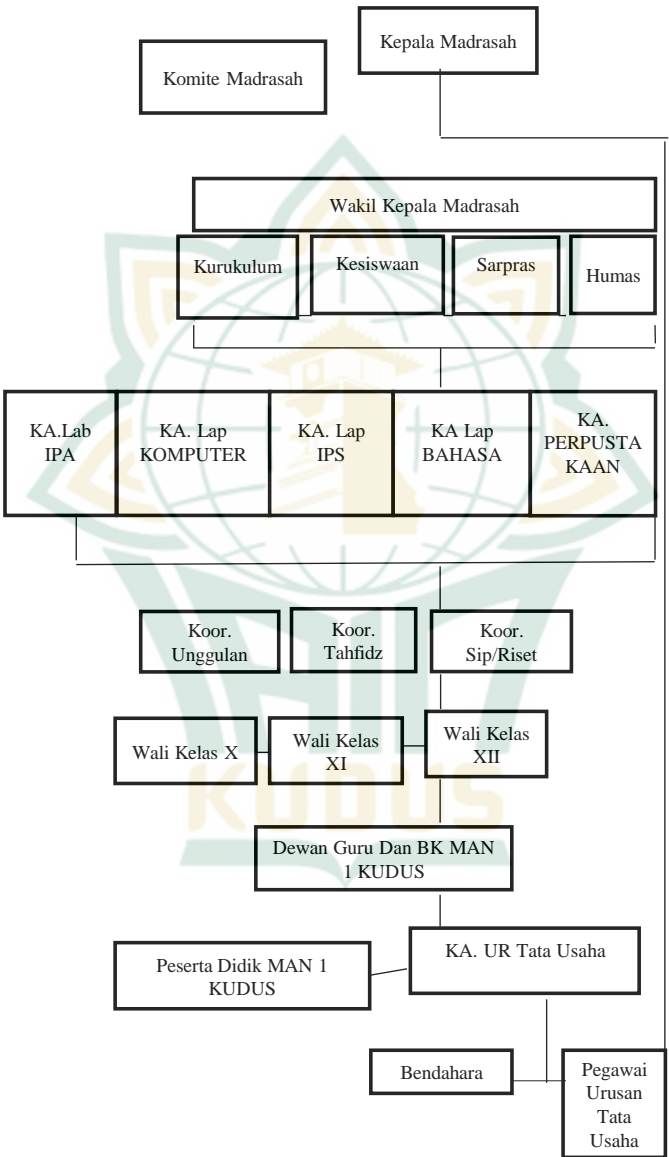 Kepala Madrasah
Komite Madrasah
Wakil Kepala Madrasah
Kurukulum
Kesiswaan
Sarpras
Humas
KA.Lab
IPA
KA. Lap
KOMPUTER
KA. Lap
IPS
KA Lap
BAHASA
KA.
PERPUSTA
KAAN
Koor.
Unggulan
Koor.
Tahfidz
Koor.
Sip/Riset
Wali Kelas X
Wali Kelas
XI
Wali Kelas
XII
KUDUS
Dewan Guru Dan BK MAN
1 KUDUS
Peserta Didik MAN 1
KUDUS
KA. UR Tata Usaha
Bendahara
Pegawai
Urusan
Tata
Usaha